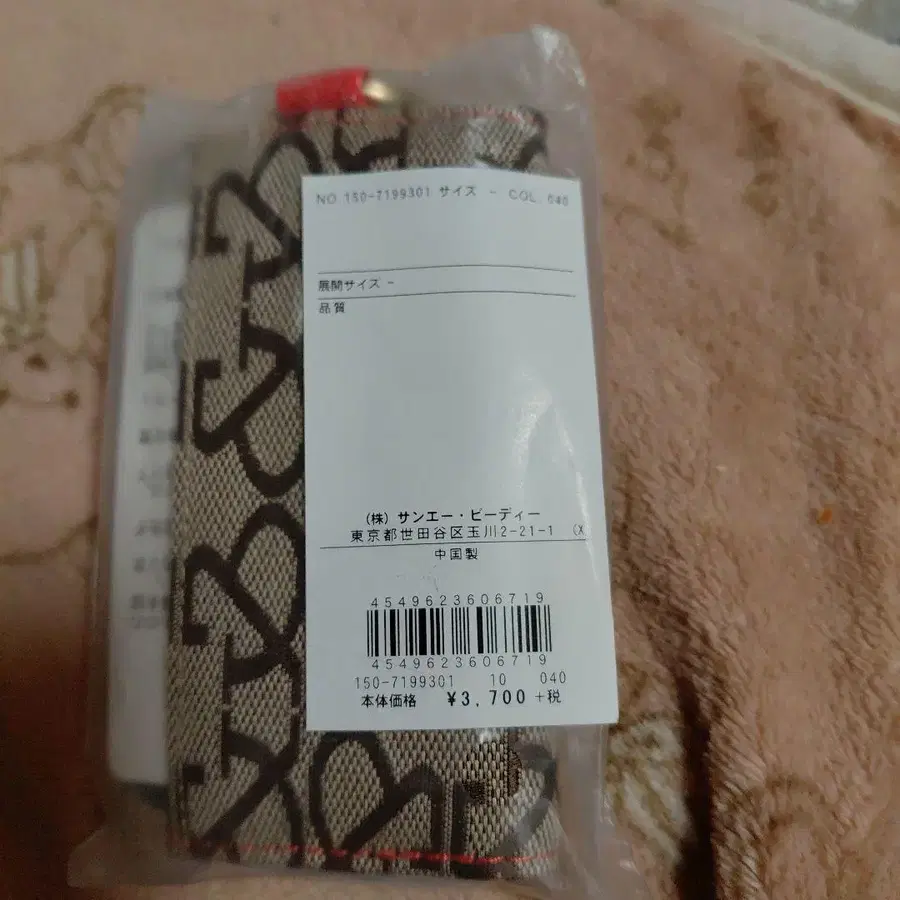 NO.150-7199301 サイズ - COL.040
展開サイズ -
品質
(株) サンエー・ビーディー
東京都世田谷区玉川2-21-1 (X
中国製
4549623606719
4549623606719
150-7199301 10 040
本体価格 ¥3,700 +税